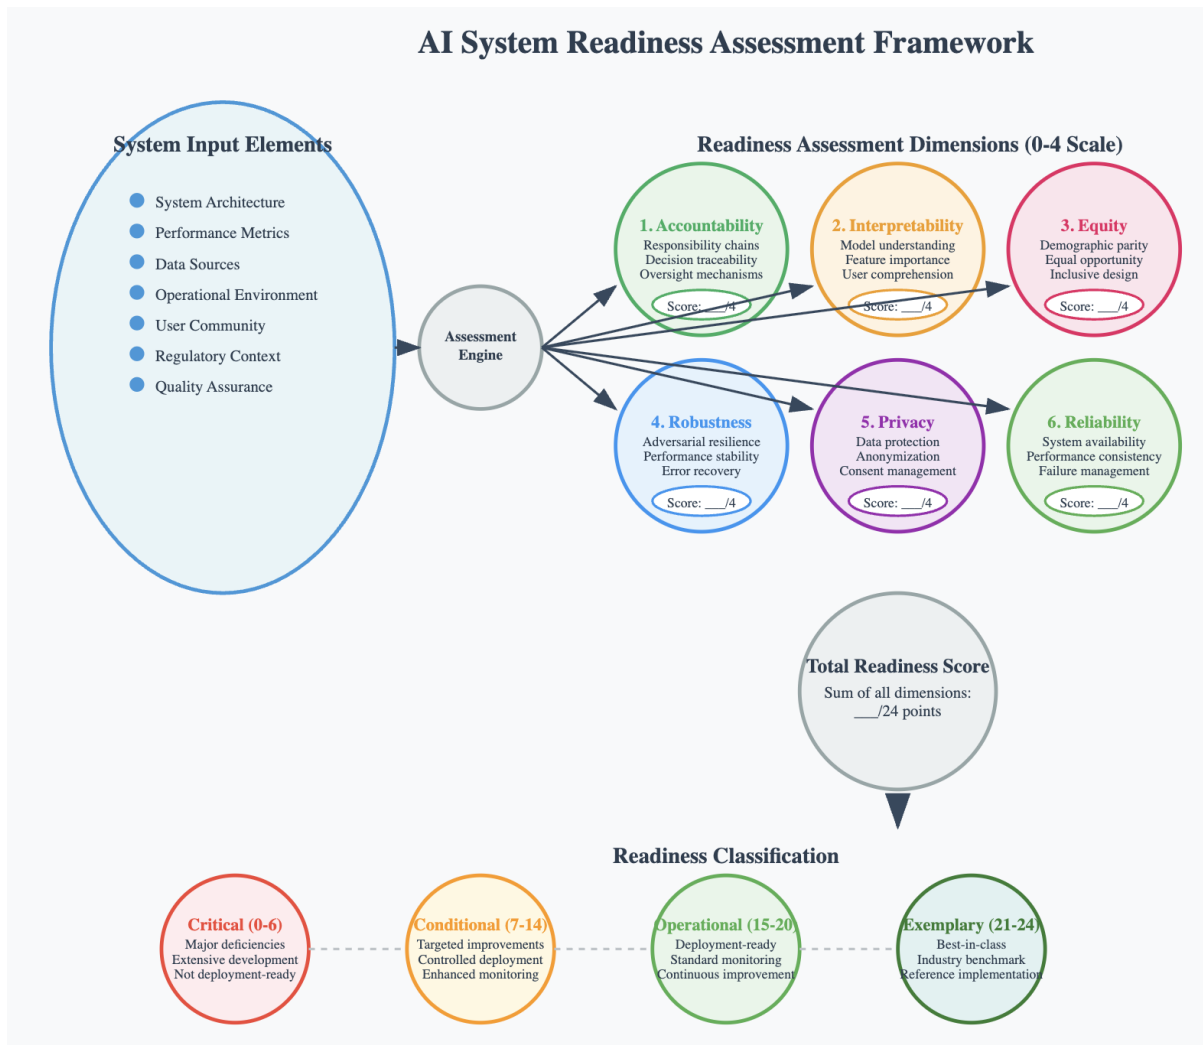 AI System Readiness Assessment Framework
System Input Elements
System Architecture
Performance Metrics
Data Sources
Operational Environment
User Community
Regulatory Context
Quality Assurance
Assessment
Engine
Readiness Assessment Dimensions (0-4 Scale)
1. Accountability
Responsibility chains
Decision traceability
Oversight mechanisms
Score: ___/4
2. Interpretability
Model understanding
Feature importance
User comprehension
Score: ___/4
3. Equity
Demographic parity
Equal opportunity
Inclusive design
Score: ___/4
4. Robustness
Adversarial resilience
Performance stability
Error recovery
Score: ___/4
5. Privacy
Data protection
Anonymization
Consent management
Score: ___/4
6. Reliability
System availability
Performance consistency
Failure management
Score: ___/4
Total Readiness Score
Sum of all dimensions:
___/24 points
Readiness Classification
Critical (0-6)
Major deficiencies
Extensive development
Not deployment-ready
Conditional (7-14)
Targeted improvements
Controlled deployment
Enhanced monitoring
Operational (15-20)
Deployment-ready
Standard monitoring
Continuous improvement
Exemplary (21-24)
Best-in-class
Industry benchmark
Reference implementation